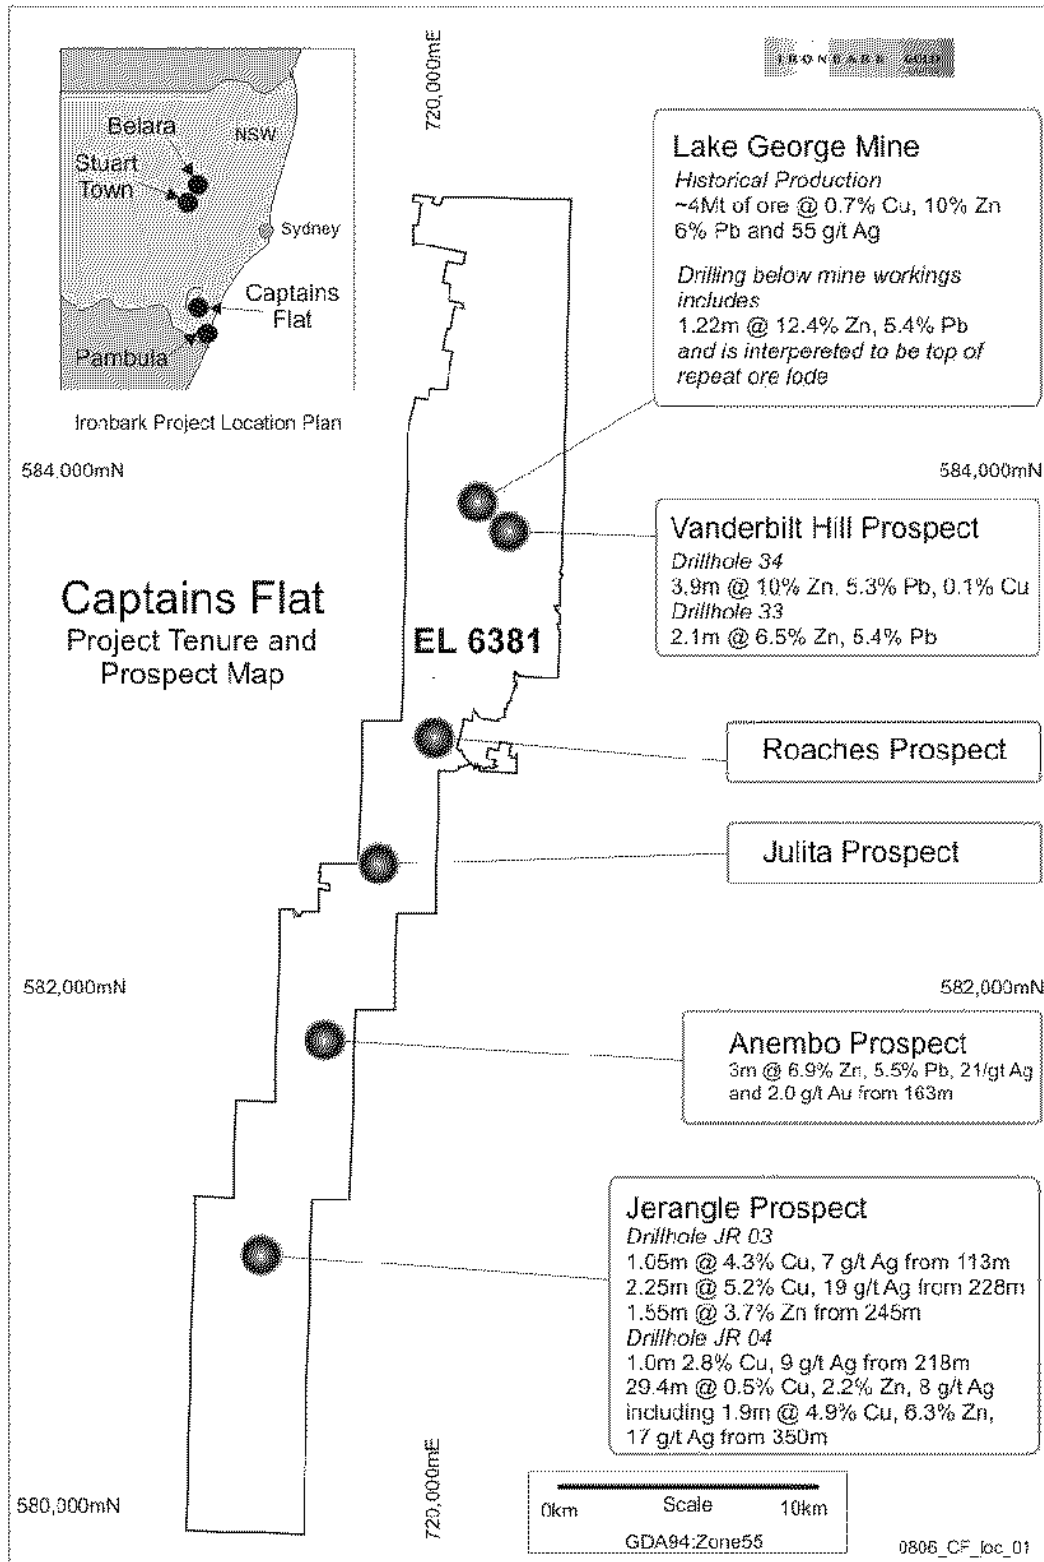 720,000mE
IRONBARK GOLD
Belara
NSW
Stuart
Town
Sydney
Captains
Flat
Pambula
Ironbark Project Location Plan
Lake George Mine
Historical Production
~4Mt of ore @ 0.7% Cu, 10% Zn
6% Pb and 55 g/t Ag
Drilling below mine workings
includes
1.22m @ 12.4% Zn, 5.4% Pb
and is interpereted to be top of
repeat ore lode
584,000mN
584,000mN
Vanderbilt Hill Prospect
Drillhole 34
3.9m @ 10% Zn, 5.3% Pb, 0.1% Cu
Drillhole 33
2.1m @ 6.5% Zn, 5.4% Pb
Captains Flat
Project Tenure and
Prospect Map
EL 6381
Roaches Prospect
Julita Prospect
582,000mN
582,000mN
Anembo Prospect
3m @ 6.9% Zn, 5.5% Pb, 21/gt Ag
and 2.0 g/t Au from 163m
Jerangle Prospect
Drillhole JR 03
1.05m @ 4.3% Cu, 7 g/t Ag from 113m
2.25m @ 5.2% Cu, 19 g/t Ag from 228m
1.55m @ 3.7% Zn from 245m
Drillhole JR 04
1.0m 2.8% Cu, 9 g/t Ag from 218m
29.4m @ 0.5% Cu, 2.2% Zn, 8 g/t Ag
including 1.9m @ 4.9% Cu, 6.3% Zn,
17 g/t Ag from 350m
580,000mN
720,000mE
0km Scale 10km
GDA94:Zone55
0806_CF_loc_01